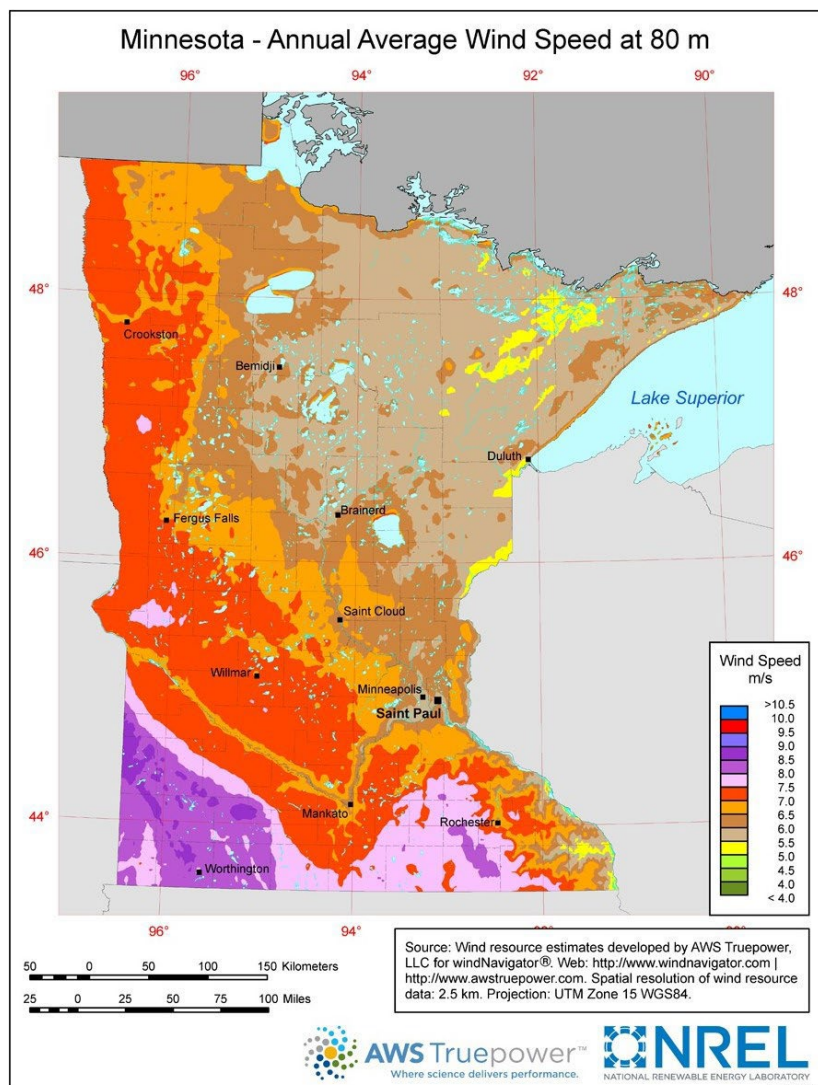 Minnesota - Annual Average Wind Speed at 80 m
96° 94° 92° 90°
48° 48°
Crookston
Bemidji
Lake Superior
Duluth
Fergus Falls
Brainerd
46° 46°
Saint Cloud
Willmar
Minneapolis
Saint Paul
44°
Mankato
Rochester
Worthington
96° 94°
Wind Speed
m/s
>10.5
10.0
9.5
9.0
8.5
8.0
7.5
7.0
6.5
6.0
5.5
5.0
4.5
4.0
< 4.0
50 0 50 100 150 Kilometers
25 0 25 50 75 100 Miles
Source: Wind resource estimates developed by AWS Truepower,
LLC for windNavigator®. Web: http://www.windnavigator.com |
http://www.awstruepower.com. Spatial resolution of wind resource
data: 2.5 km. Projection: UTM Zone 15 WGS84.
AWS Truepower™
Where science delivers performance.
NREL
NATIONAL RENEWABLE ENERGY LABORATORY